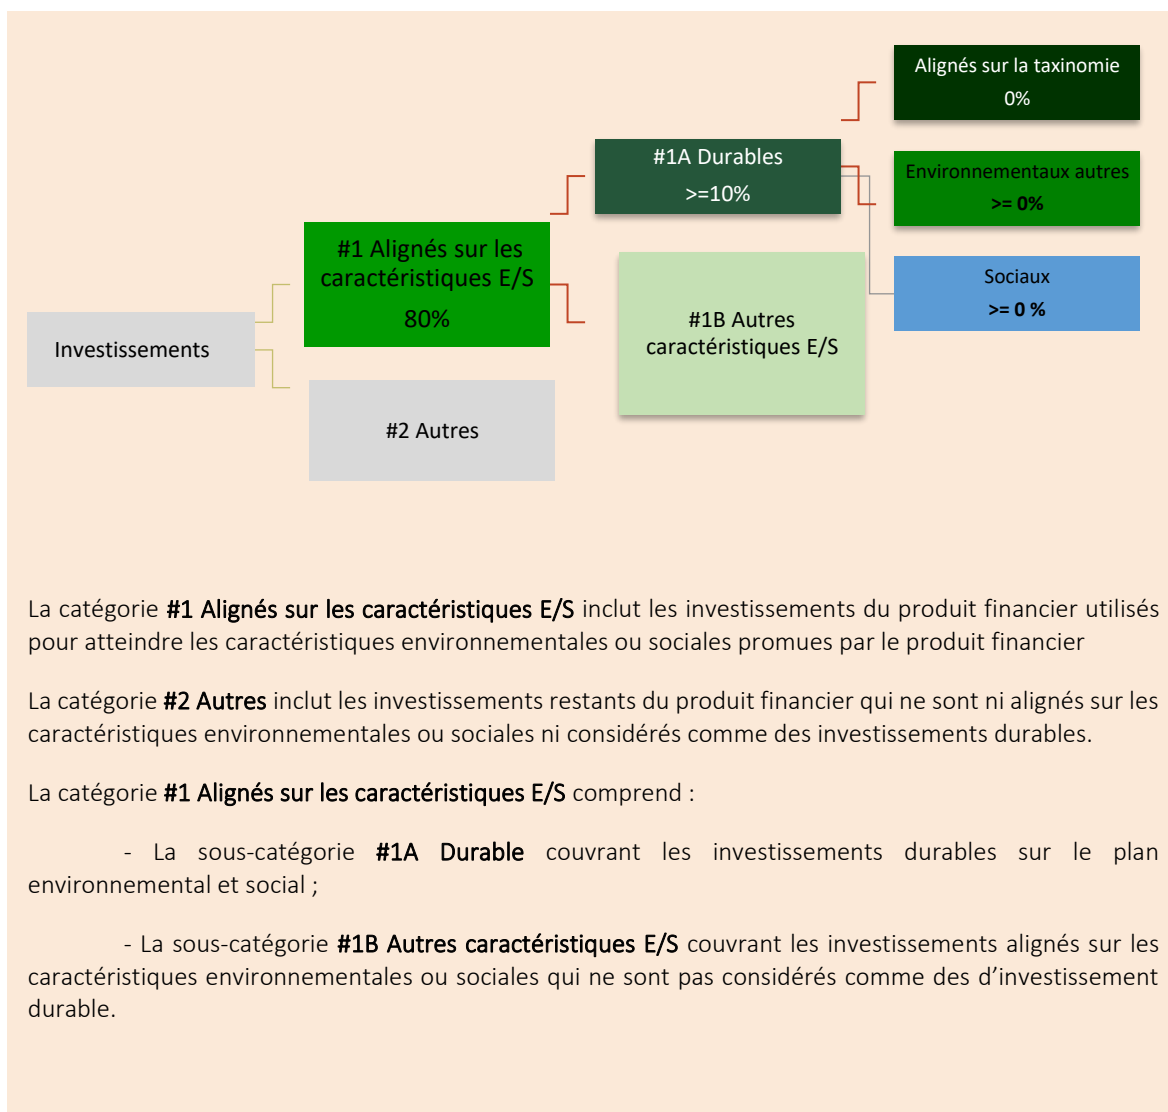 Alignés sur la taxinomie
0%
#1A Durables
>=10%
Environnementaux autres
>= 0%
#1 Alignés sur les
caractéristiques E/S
80%
Sociaux
>= 0 %
#1B Autres
caractéristiques E/S
Investissements
#2 Autres
La catégorie #1 Alignés sur les caractéristiques E/S inclut les investissements du produit financier utilisés
pour atteindre les caractéristiques environnementales ou sociales promues par le produit financier
La catégorie #2 Autres inclut les investissements restants du produit financier qui ne sont ni alignés sur les
caractéristiques environnementales ou sociales ni considérés comme des investissements durables.
La catégorie #1 Alignés sur les caractéristiques E/S comprend :
- La sous-catégorie #1A Durable couvrant les investissements durables sur le plan
environnemental et social ;
- La sous-catégorie #1B Autres caractéristiques E/S couvrant les investissements alignés sur les
caractéristiques environnementales ou sociales qui ne sont pas considérés comme des d’investissement
durable.